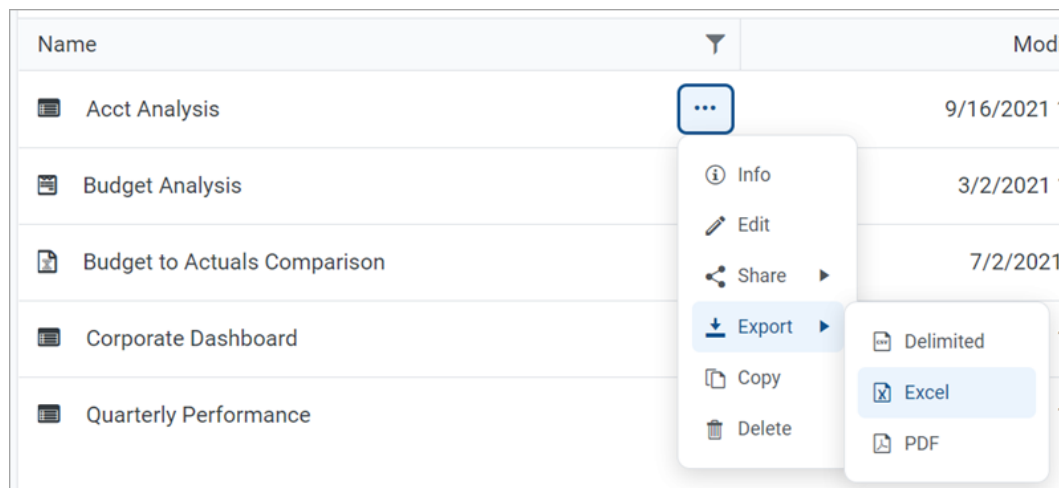 Name Mod
Acct Analysis ... 9/16/2021
Info
Budget Analysis 3/2/2021
Edit
Budget to Actuals Comparison 7/2/2021
Share
Export
Corporate Dashboard
Delimited
Copy
Excel
Quarterly Performance
Delete
PDF